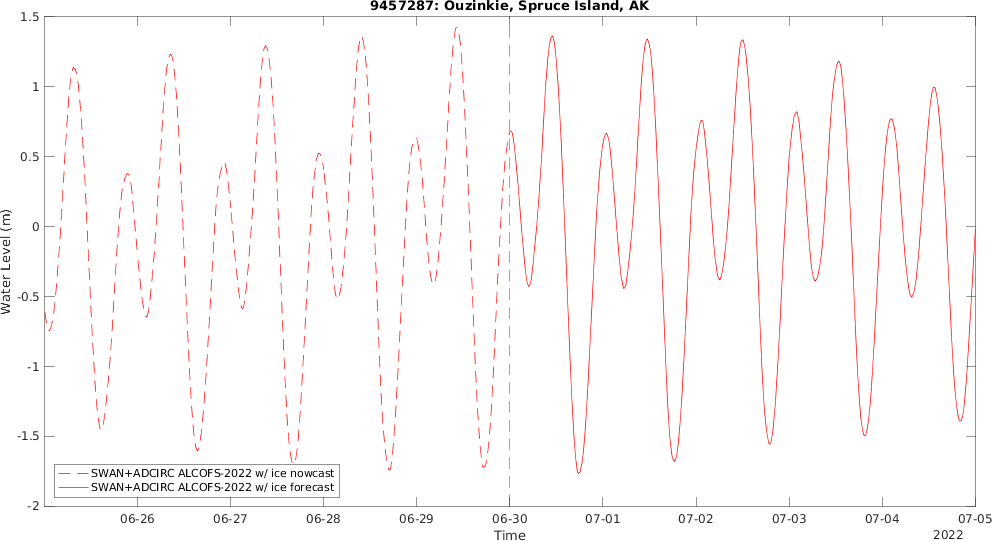 9457287: Ouzinkie, Spruce Island, AK
1.5
1
0.5
0
-0.5
-1
-1.5
-2
Water Level (m)
SWAN+ADCIRC ALCOFS-2022 w/ ice nowcast
SWAN+ADCIRC ALCOFS-2022 w/ ice forecast
06-26 06-27 06-28 06-29 06-30 07-01 07-02 07-03 07-04 07-05
Time
2022